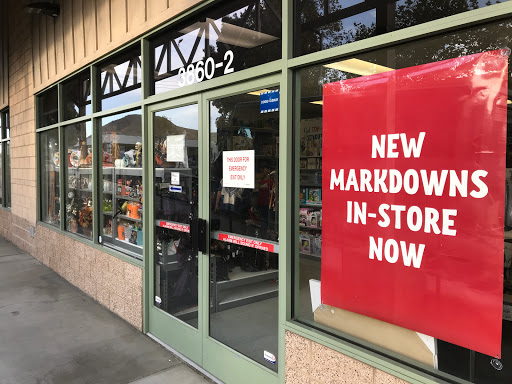 3860-2
THIS DOOR FOR
EMERGENCY
EXIT ONLY
NEW
MARKDOWNS
IN-STORE
NOW